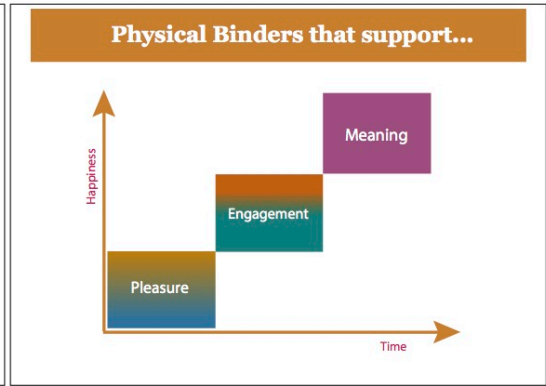 Physical Binders that support...
Meaning
Happiness
Engagement
Pleasure
Time